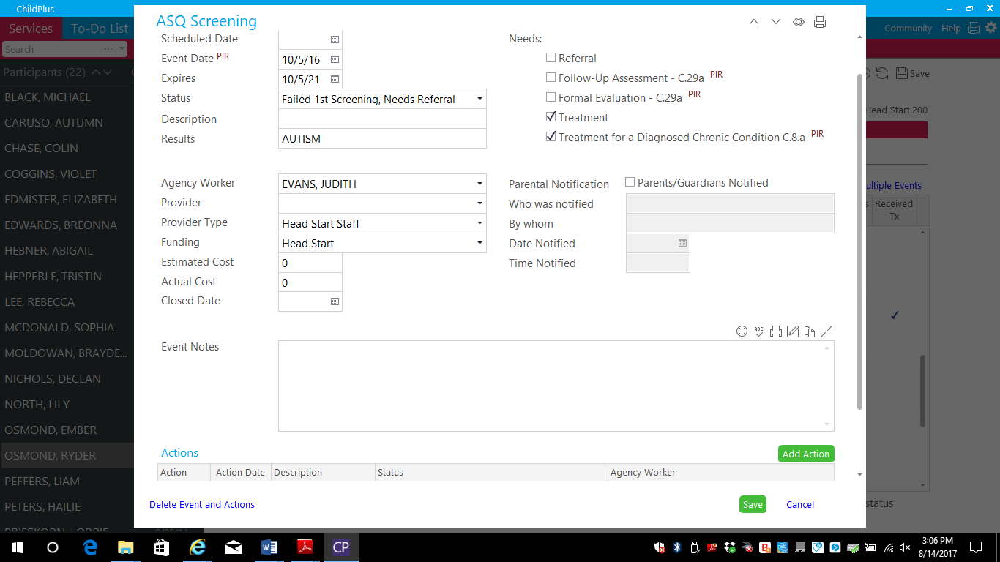 ChildPlus
Services To-Do List
Community Help
Search ...
Participants (22)
BLACK, MICHAEL
CARUSO, AUTUMN
CHASE, COLIN
COGGINS, VIOLET
EDMISTER, ELIZABETH
EDWARDS, BREONNA
HEBNER, ABIGAIL
HEPPERLE, TRISTIN
LEE, REBECCA
MCDONALD, SOPHIA
MOLDOWAN, BRAYDE...
NICHOLS, DECLAN
NORTH, LILY
OSMOND, EMBER
OSMOND, RYDER
PEFFERS, LIAM
PETERS, HAILIE
ASQ Screening
Scheduled Date
Event Date PIR 10/5/16
Expires 10/5/21
Status Failed 1st Screening, Needs Referral
Description
Results AUTISM
Needs:
Referral
Follow-Up Assessment - C.29a PIR
Formal Evaluation - C.29a PIR
Treatment
Treatment for a Diagnosed Chronic Condition C.8.a PIR
Agency Worker EVANS, JUDITH
Provider
Provider Type Head Start Staff
Funding Head Start
Estimated Cost 0
Actual Cost 0
Closed Date
Parental Notification Parents/Guardians Notified
Who was notified
By whom
Date Notified
Time Notified
ABC
Event Notes
Actions
Add Action
Action Action Date Description Status Agency Worker
Delete Event and Actions
Save Cancel
Save
Head Start.200
ultiple Events
s Received
Tx
status
CP
3:06 PM
8/14/2017